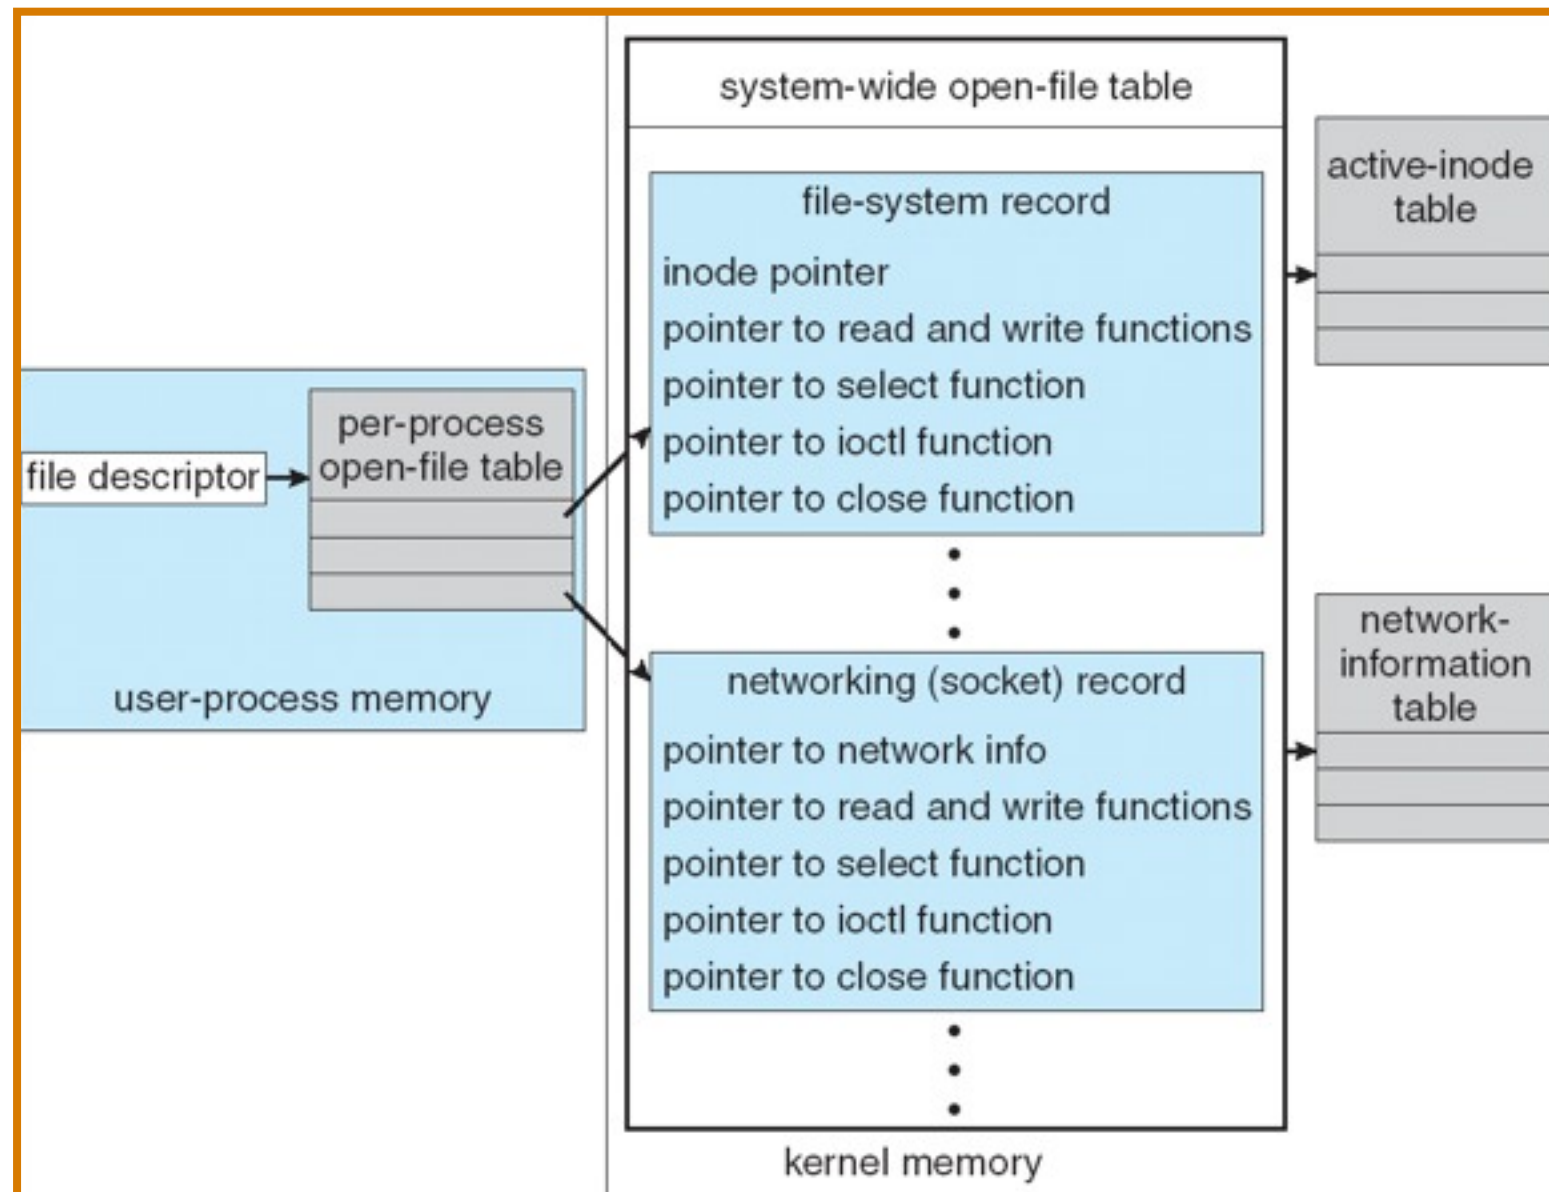 file descriptor
per-process
open-file table
user-process memory
system-wide open-file table
file-system record
inode pointer
pointer to read and write functions
pointer to select function
pointer to ioctl function
pointer to close function
networking (socket) record
pointer to network info
pointer to read and write functions
pointer to select function
pointer to ioctl function
pointer to close function
kernel memory
active-inode
table
network-
information
table